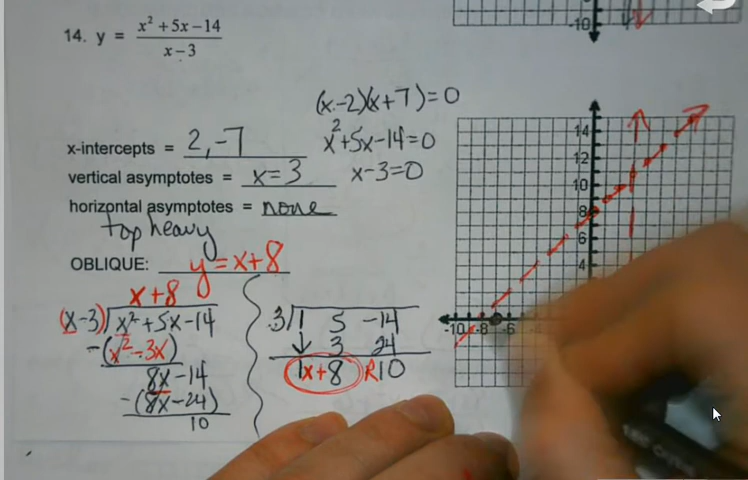 14. y = (x² + 5x − 14)/(x − 3)
(x-2)(x+7)=0
x²+5x-14=0
x-3=0
x-intercepts = 2, -7
vertical asymptotes = x=3
horizontal asymptotes = none
top heavy
OBLIQUE: y=x+8
x+8
(x-3)) x²+5x-14
-(x²-3x)
8x-14
-(8x-24)
10
3/ 1 5 -14
↓ 3 24
1x+8 R10
-10
14
12
10
8
6
4
-10 -8 -6